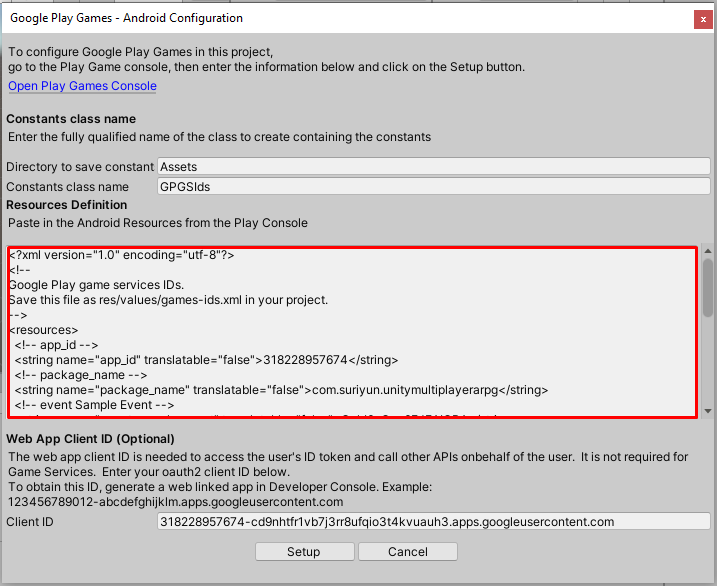 Google Play Games - Android Configuration
x
To configure Google Play Games in this project,
go to the Play Game console, then enter the information below and click on the Setup button.
Open Play Games Console
Constants class name
Enter the fully qualified name of the class to create containing the constants
Directory to save constant Assets
Constants class name GPGSIds
Resources Definition
Paste in the Android Resources from the Play Console
<?xml version="1.0" encoding="utf-8"?>
<!--
Google Play game services IDs.
Save this file as res/values/games-ids.xml in your project.
-->
<resources>
<!-- app_id -->
<string name="app_id" translatable="false">318228957674</string>
<!-- package_name -->
<string name="package_name" translatable="false">com.suriyun.unitymultiplayerarpg</string>
<!-- event Sample Event -->
Web App Client ID (Optional)
The web app client ID is needed to access the user's ID token and call other APIs onbehalf of the user. It is not required for
Game Services. Enter your oauth2 client ID below.
To obtain this ID, generate a web linked app in Developer Console. Example:
123456789012-abcdefghijklm.apps.googleusercontent.com
Client ID 318228957674-cd9nhtfr1vb7j3rr8ufqio3t4kvuauh3.apps.googleusercontent.com
Setup Cancel